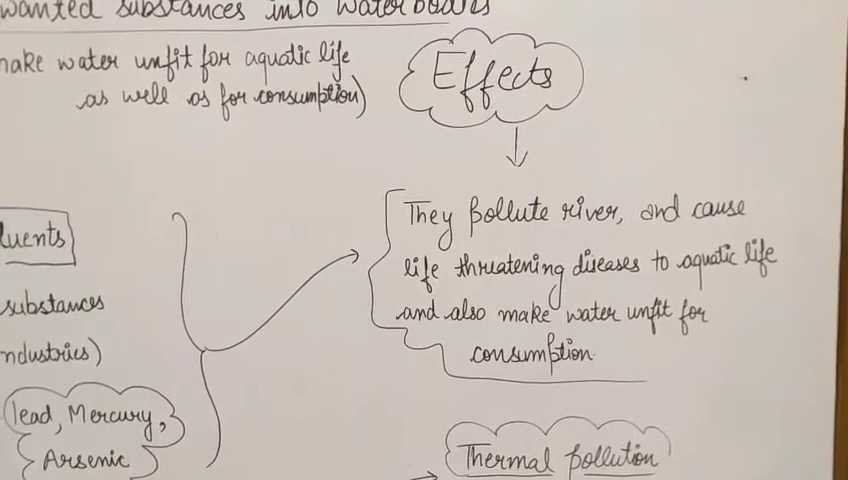 wanted substances into waterbodies
make water unfit for aquatic life
as well as for consumption)
Effects
They pollute river, and cause
life threatening diseases to aquatic life
and also make water unfit for
consumption.
luents
substances
ndustries)
lead, Mercury,
Arsenic
Thermal pollution